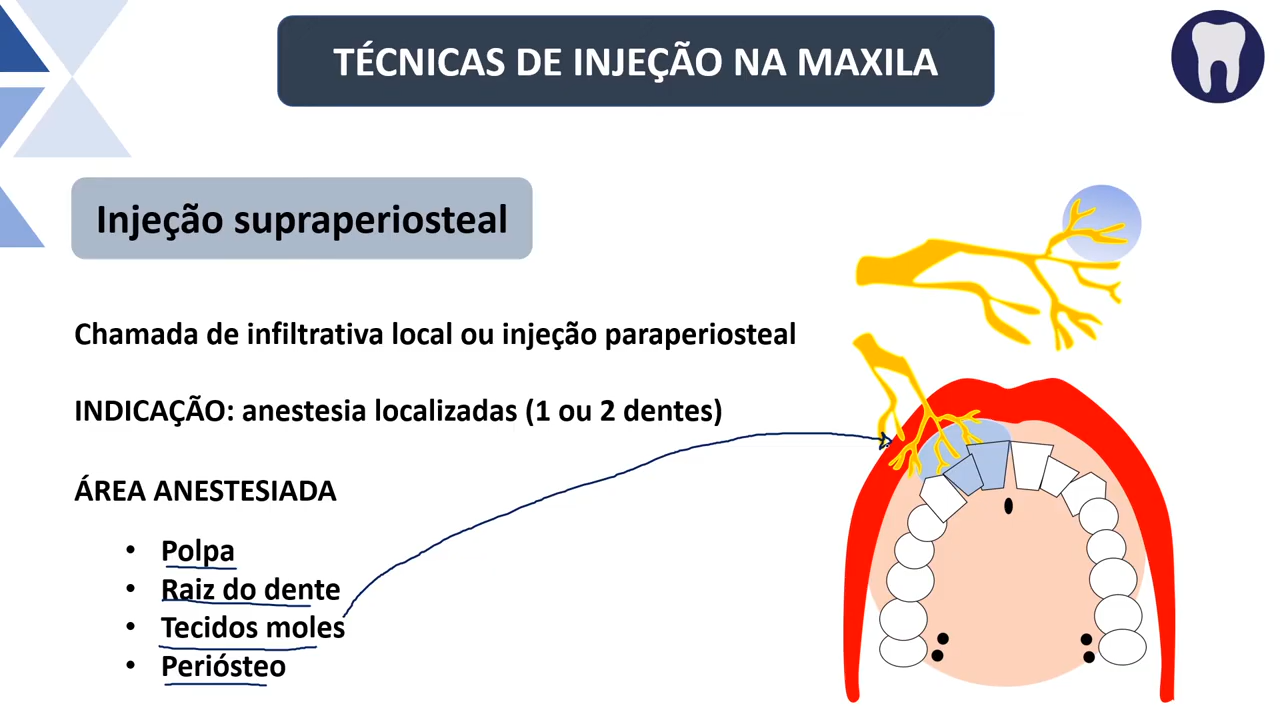 TÉCNICAS DE INJEÇÃO NA MAXILA
Injeção supraperiosteal
Chamada de infiltrativa local ou injeção paraperiosteal
INDICAÇÃO: anestesia localizadas (1 ou 2 dentes)
ÁREA ANESTESIADA
• Polpa
• Raiz do dente
• Tecidos moles
• Periósteo